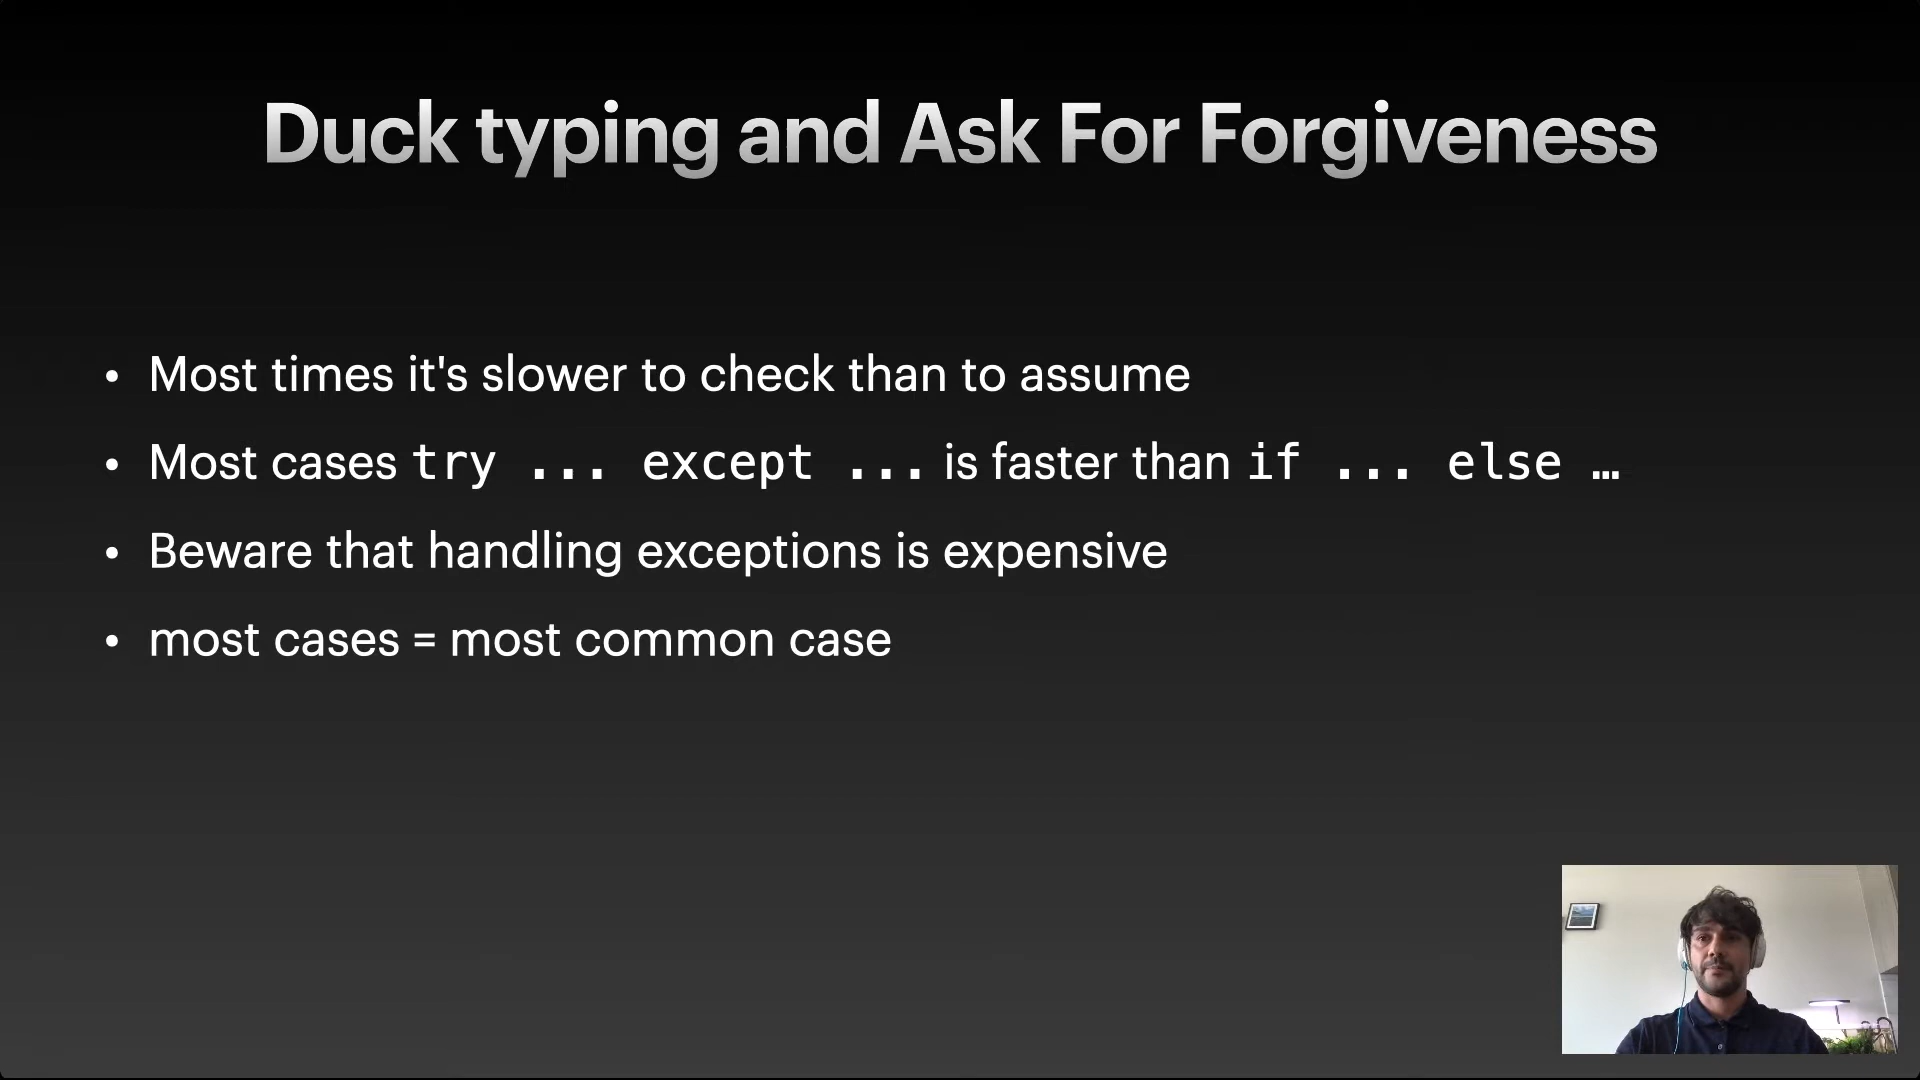 Duck typing and Ask For Forgiveness
• Most times it's slower to check than to assume
• Most cases try ... except ... is faster than if ... else …
• Beware that handling exceptions is expensive
• most cases = most common case